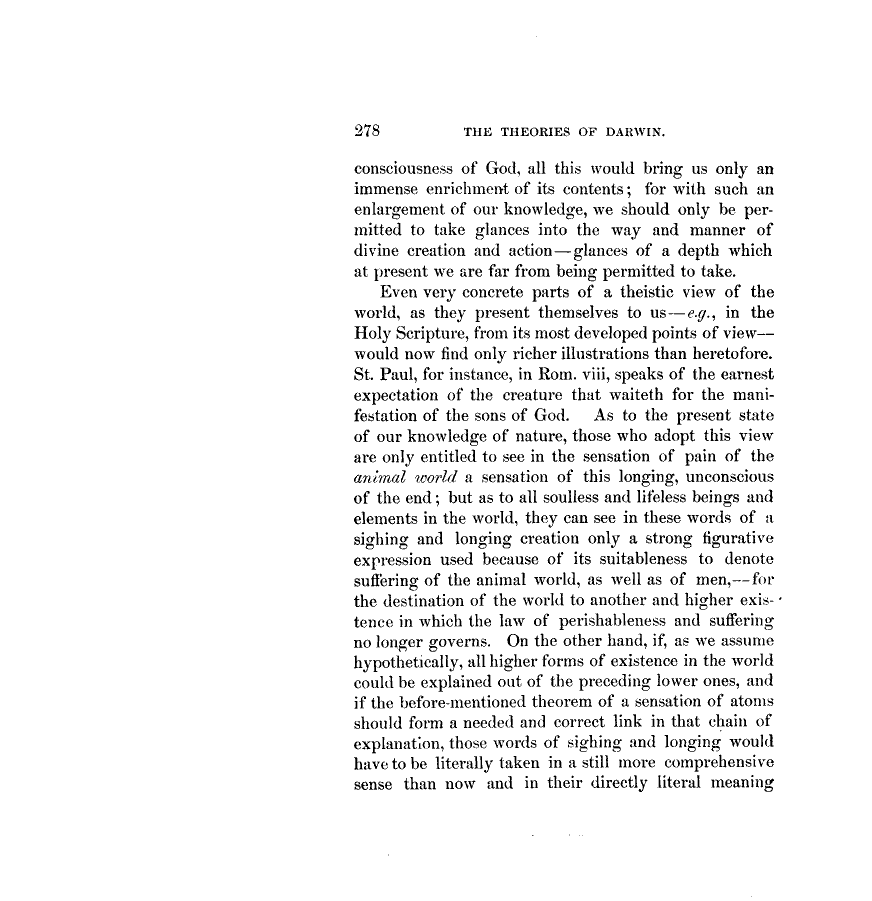 278 THE THEORIES OF DARWIN.
consciousness of God, all this would bring us only an
immense enrichment of its contents; for with such an
enlargement of our knowledge, we should only be per-
mitted to take glances into the way and manner of
divine creation and action—glances of a depth which
at present we are far from being permitted to take.
Even very concrete parts of a theistic view of the
world, as they present themselves to us—e.g., in the
Holy Scripture, from its most developed points of view—
would now find only richer illustrations than heretofore.
St. Paul, for instance, in Rom. viii, speaks of the earnest
expectation of the creature that waiteth for the mani-
festation of the sons of God. As to the present state
of our knowledge of nature, those who adopt this view
are only entitled to see in the sensation of pain of the
animal world a sensation of this longing, unconscious
of the end; but as to all soulless and lifeless beings and
elements in the world, they can see in these words of a
sighing and longing creation only a strong figurative
expression used because of its suitableness to denote
suffering of the animal world, as well as of men,—for
the destination of the world to another and higher exis-
tence in which the law of perishableness and suffering
no longer governs. On the other hand, if, as we assume
hypothetically, all higher forms of existence in the world
could be explained out of the preceding lower ones, and
if the before-mentioned theorem of a sensation of atoms
should form a needed and correct link in that chain of
explanation, those words of sighing and longing would
have to be literally taken in a still more comprehensive
sense than now and in their directly literal meaning